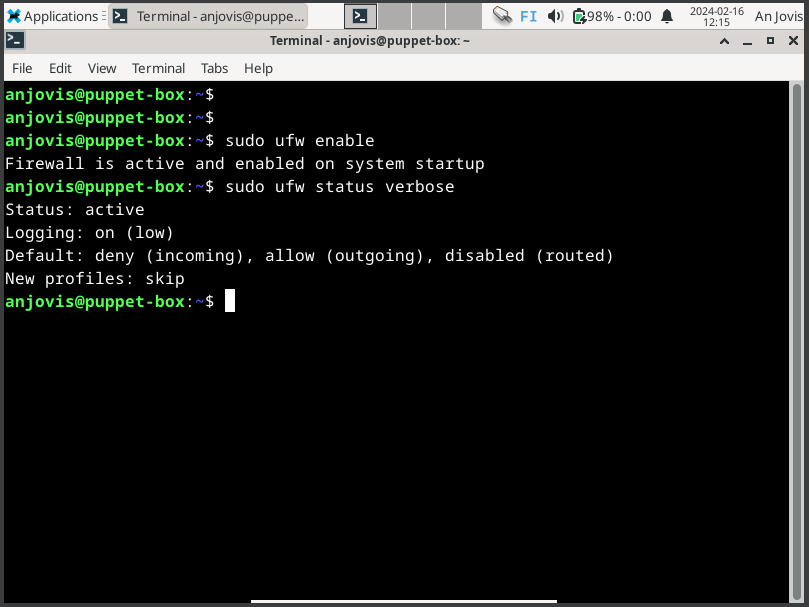 Applications Terminal - anjovis@puppe... FI 98% - 0:00 2024-02-16 12:15 An Jovis
Terminal - anjovis@puppet-box: ~
File Edit View Terminal Tabs Help
anjovis@puppet-box:~$
anjovis@puppet-box:~$
anjovis@puppet-box:~$ sudo ufw enable
Firewall is active and enabled on system startup
anjovis@puppet-box:~$ sudo ufw status verbose
Status: active
Logging: on (low)
Default: deny (incoming), allow (outgoing), disabled (routed)
New profiles: skip
anjovis@puppet-box:~$